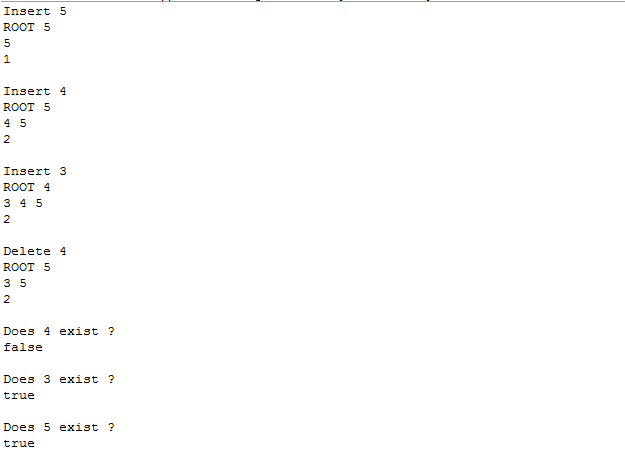 Insert 5
ROOT 5
5
1
Insert 4
ROOT 5
4 5
2
Insert 3
ROOT 4
3 4 5
2
Delete 4
ROOT 5
3 5
2
Does 4 exist ?
false
Does 3 exist ?
true
Does 5 exist ?
true